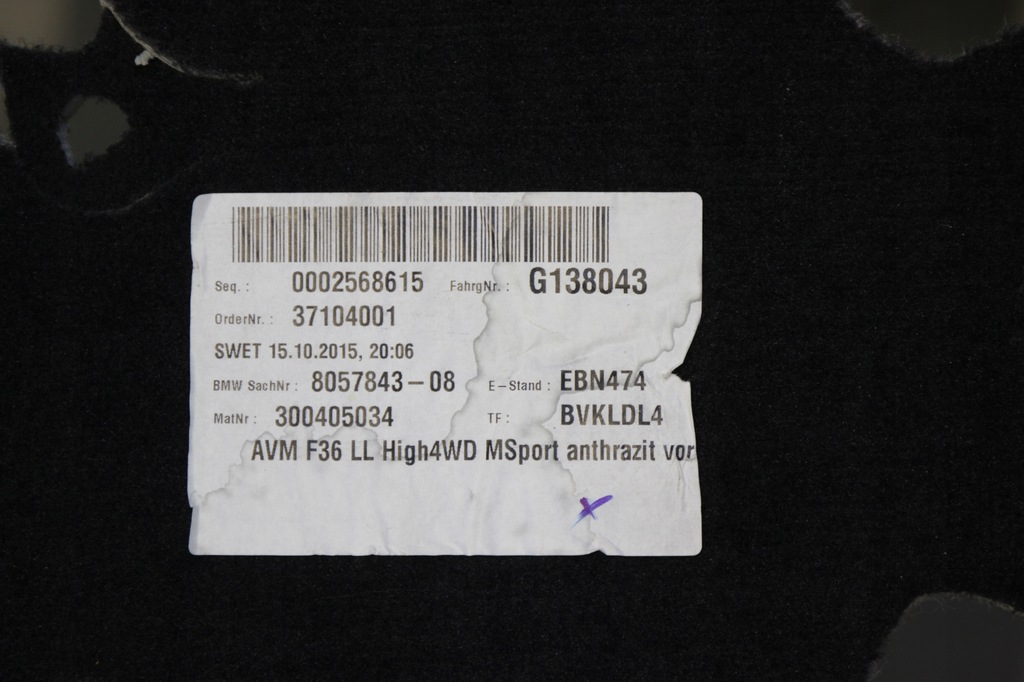 Seq. : 0002568615 FahrgNr. : G138043
OrderNr. : 37104001
SWET 15.10.2015, 20:06
BMW SachNr : 8057843-08 E-Stand : EBN474
MatNr : 300405034 TF : BVKLDL4
AVM F36 LL High4WD MSport anthrazit vor